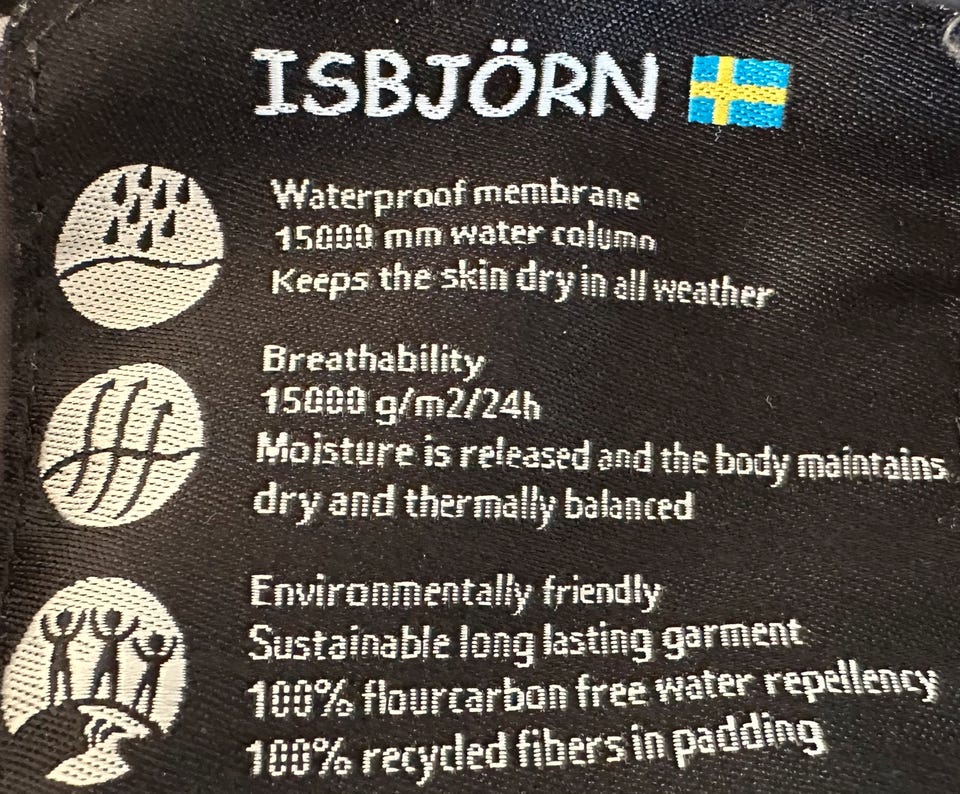 ISBJÖRN
Waterproof membrane
15000 mm water column
Keeps the skin dry in all weather
Breathability
15000 g/m2/24h
Moisture is released and the body maintains
dry and thermally balanced
Environmentally friendly
Sustainable long lasting garment
100% flourcarbon free water repellency
100% recycled fibers in padding